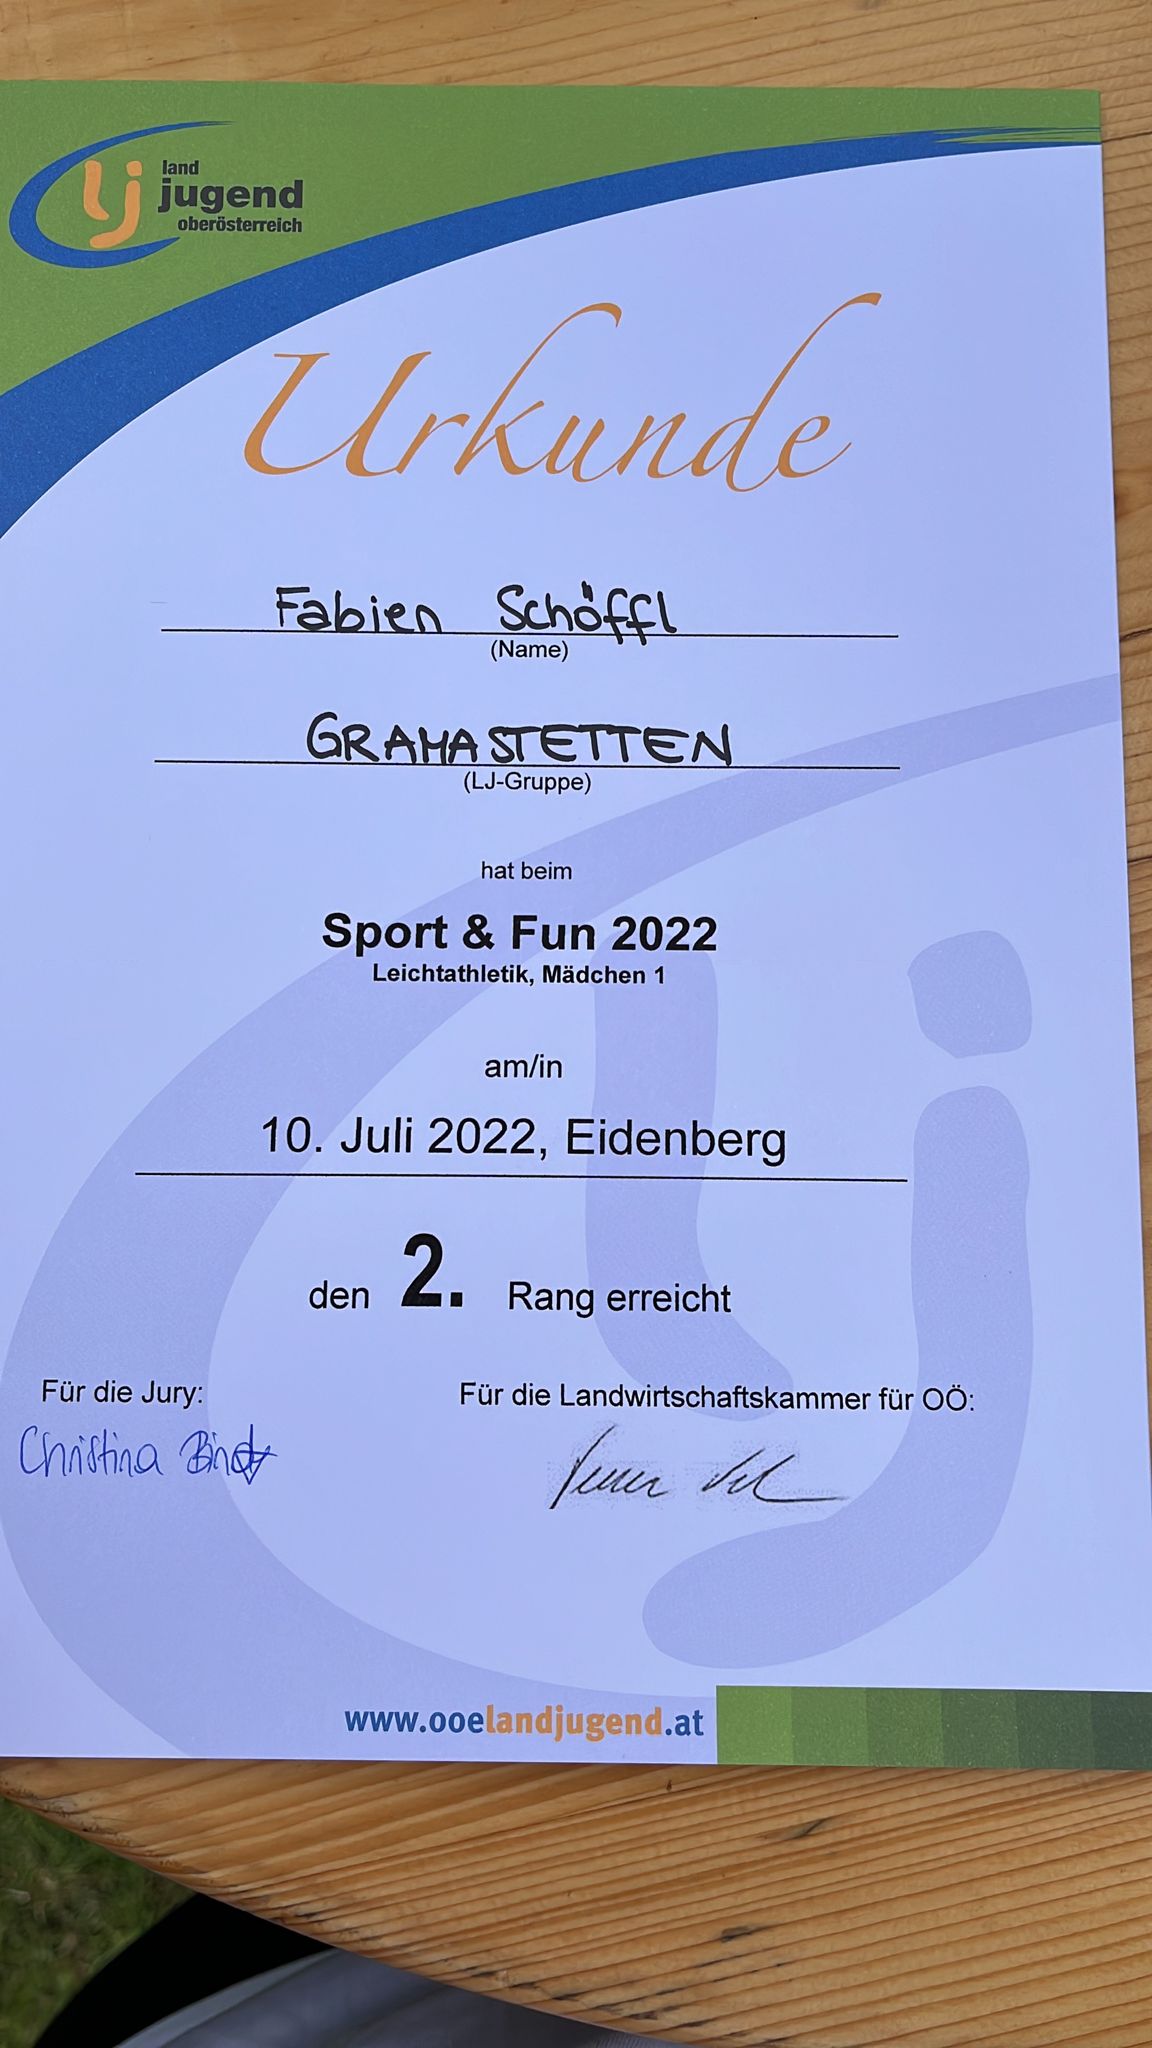 land
jugend
oberösterreich
Urkunde
Fabien Schöffl
(Name)
GRAMASTETTEN
(LJ-Gruppe)
hat beim
Sport & Fun 2022
Leichtathletik, Mädchen 1
am/in
10. Juli 2022, Eidenberg
den 2. Rang erreicht
Für die Jury: Für die Landwirtschaftskammer für OÖ:
Christina
www.ooelandjugend.at